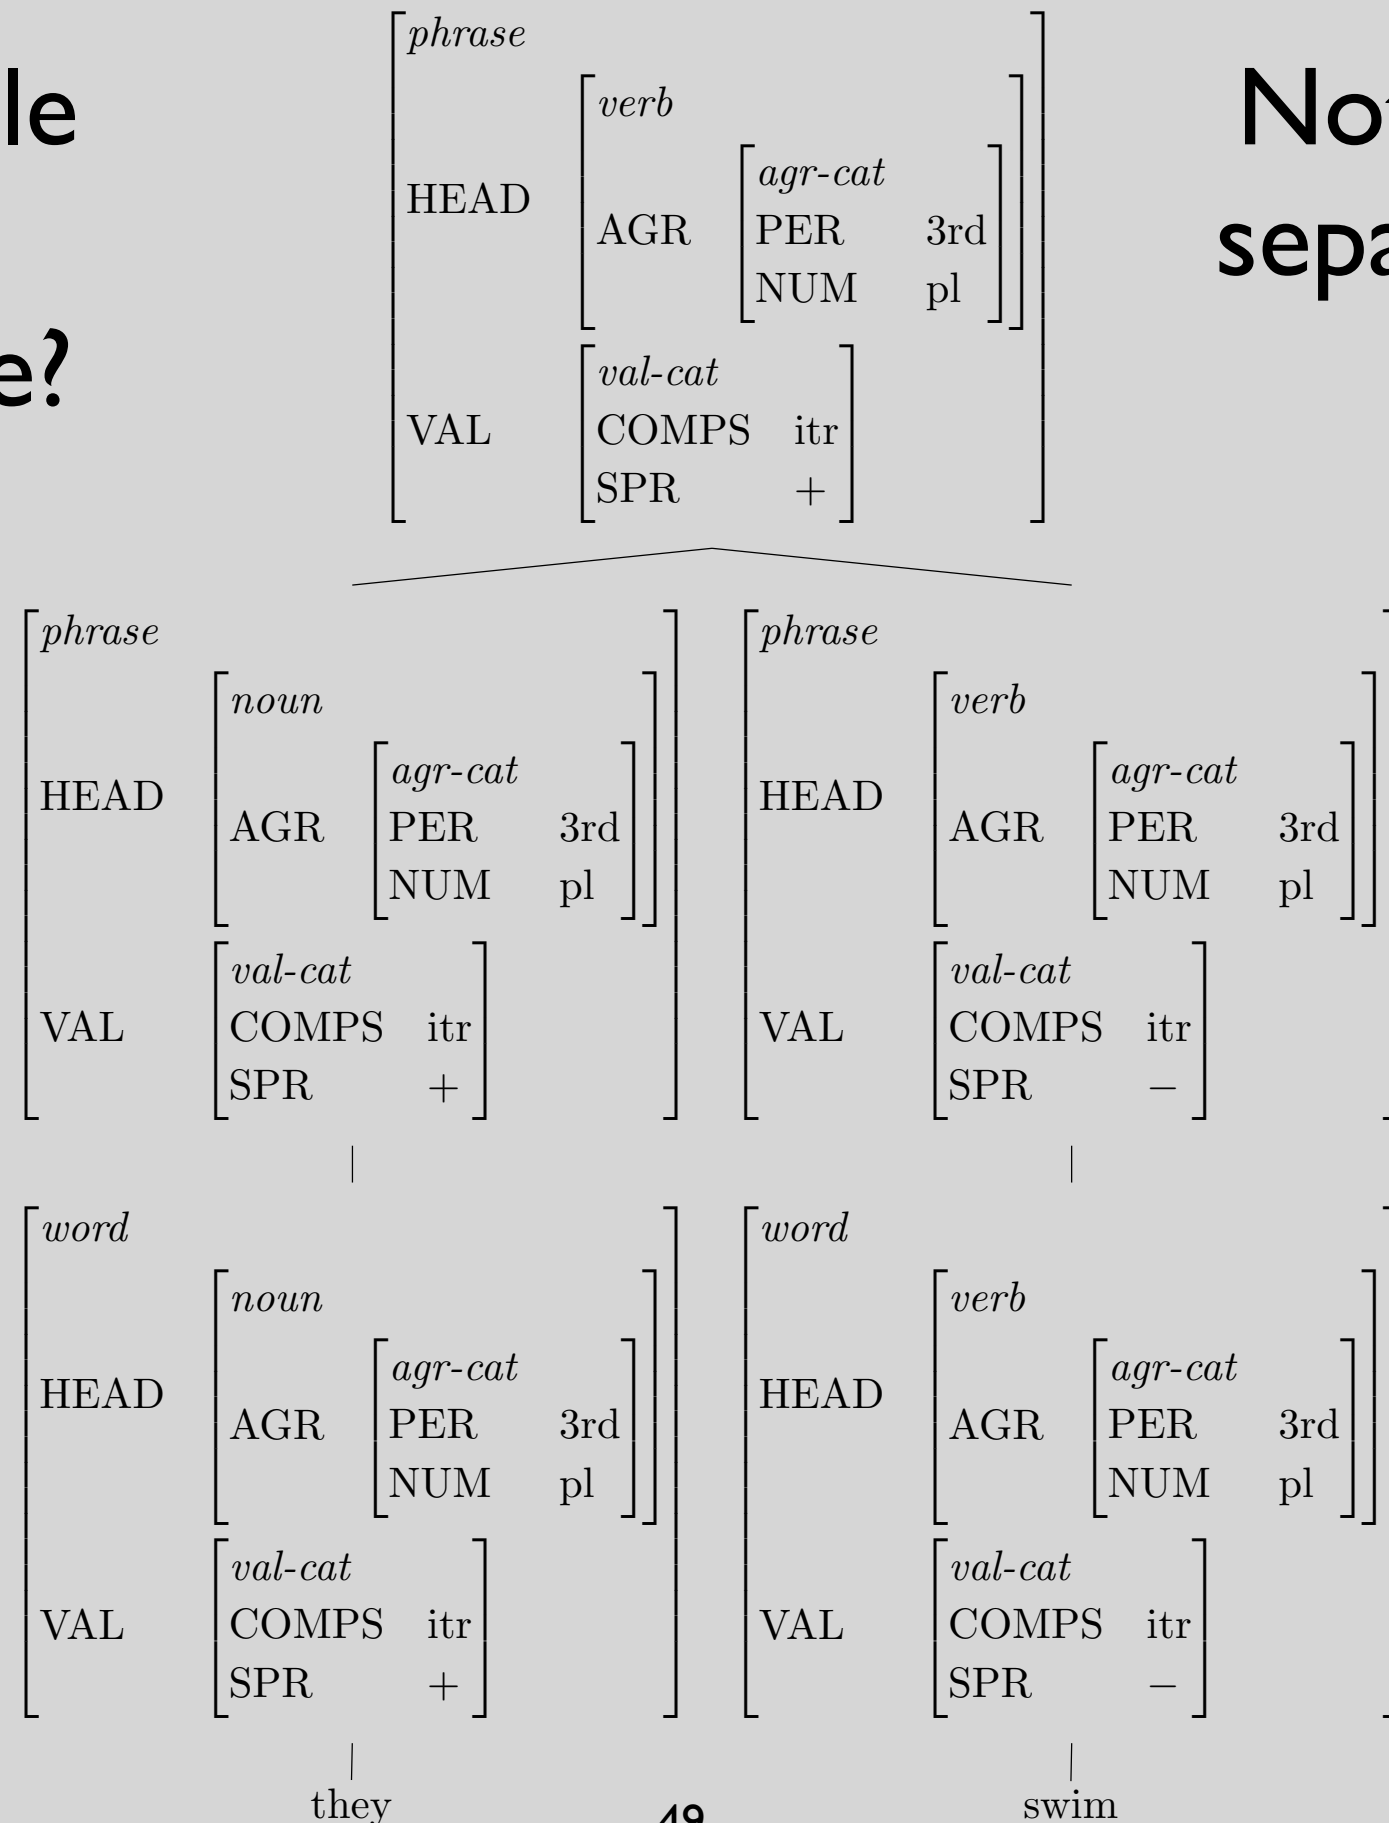 le
e?
No
sepa
phrase
HEAD
verb
AGR
agr-cat
PER 3rd
NUM pl
VAL
val-cat
COMPS itr
SPR +
phrase
HEAD
noun
AGR
agr-cat
PER 3rd
NUM pl
VAL
val-cat
COMPS itr
SPR +
phrase
HEAD
verb
AGR
agr-cat
PER 3rd
NUM pl
VAL
val-cat
COMPS itr
SPR −
word
HEAD
noun
AGR
agr-cat
PER 3rd
NUM pl
VAL
val-cat
COMPS itr
SPR +
word
HEAD
verb
AGR
agr-cat
PER 3rd
NUM pl
VAL
val-cat
COMPS itr
SPR −
they
swim
49